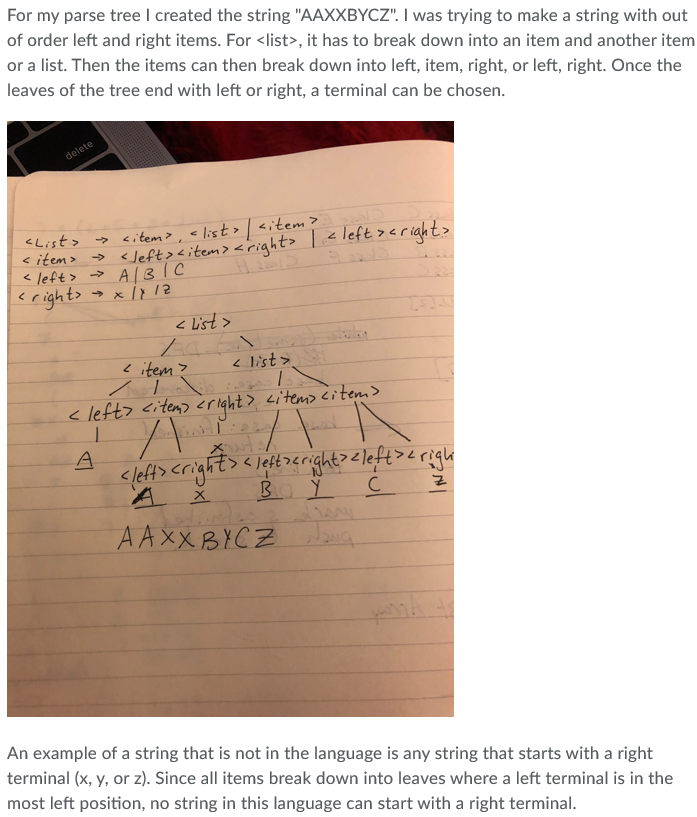 For my parse tree I created the string "AAXXBYCZ". I was trying to make a string with out
of order left and right items. For <list>, it has to break down into an item and another item
or a list. Then the items can then break down into left, item, right, or left, right. Once the
leaves of the tree end with left or right, a terminal can be chosen.
delete
<List> → <item>, <list> | <item>
<item> → <left><item><right> | <left><right>
<left> → A|B|C
<right> → x|y|z
<list>
<item> <list>
<left> <item> <right> <item> <item>
A x
<left><right><left><right><left><righ
A x B Y C Z
AAXXBYCZ
An example of a string that is not in the language is any string that starts with a right
terminal (x, y, or z). Since all items break down into leaves where a left terminal is in the
most left position, no string in this language can start with a right terminal.